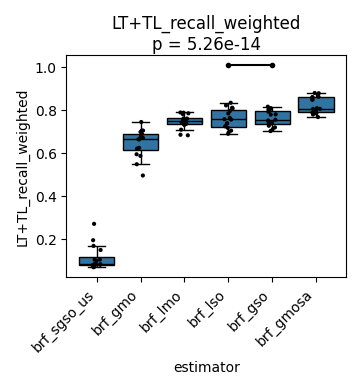 LT+TL_recall_weighted
p = 5.26e-14
LT+TL_recall_weighted
1.0
0.8
0.6
0.4
0.2
brf_sgso_us
brf_gmo
brf_lmo
brf_lso
brf_gso
brf_gmosa
estimator